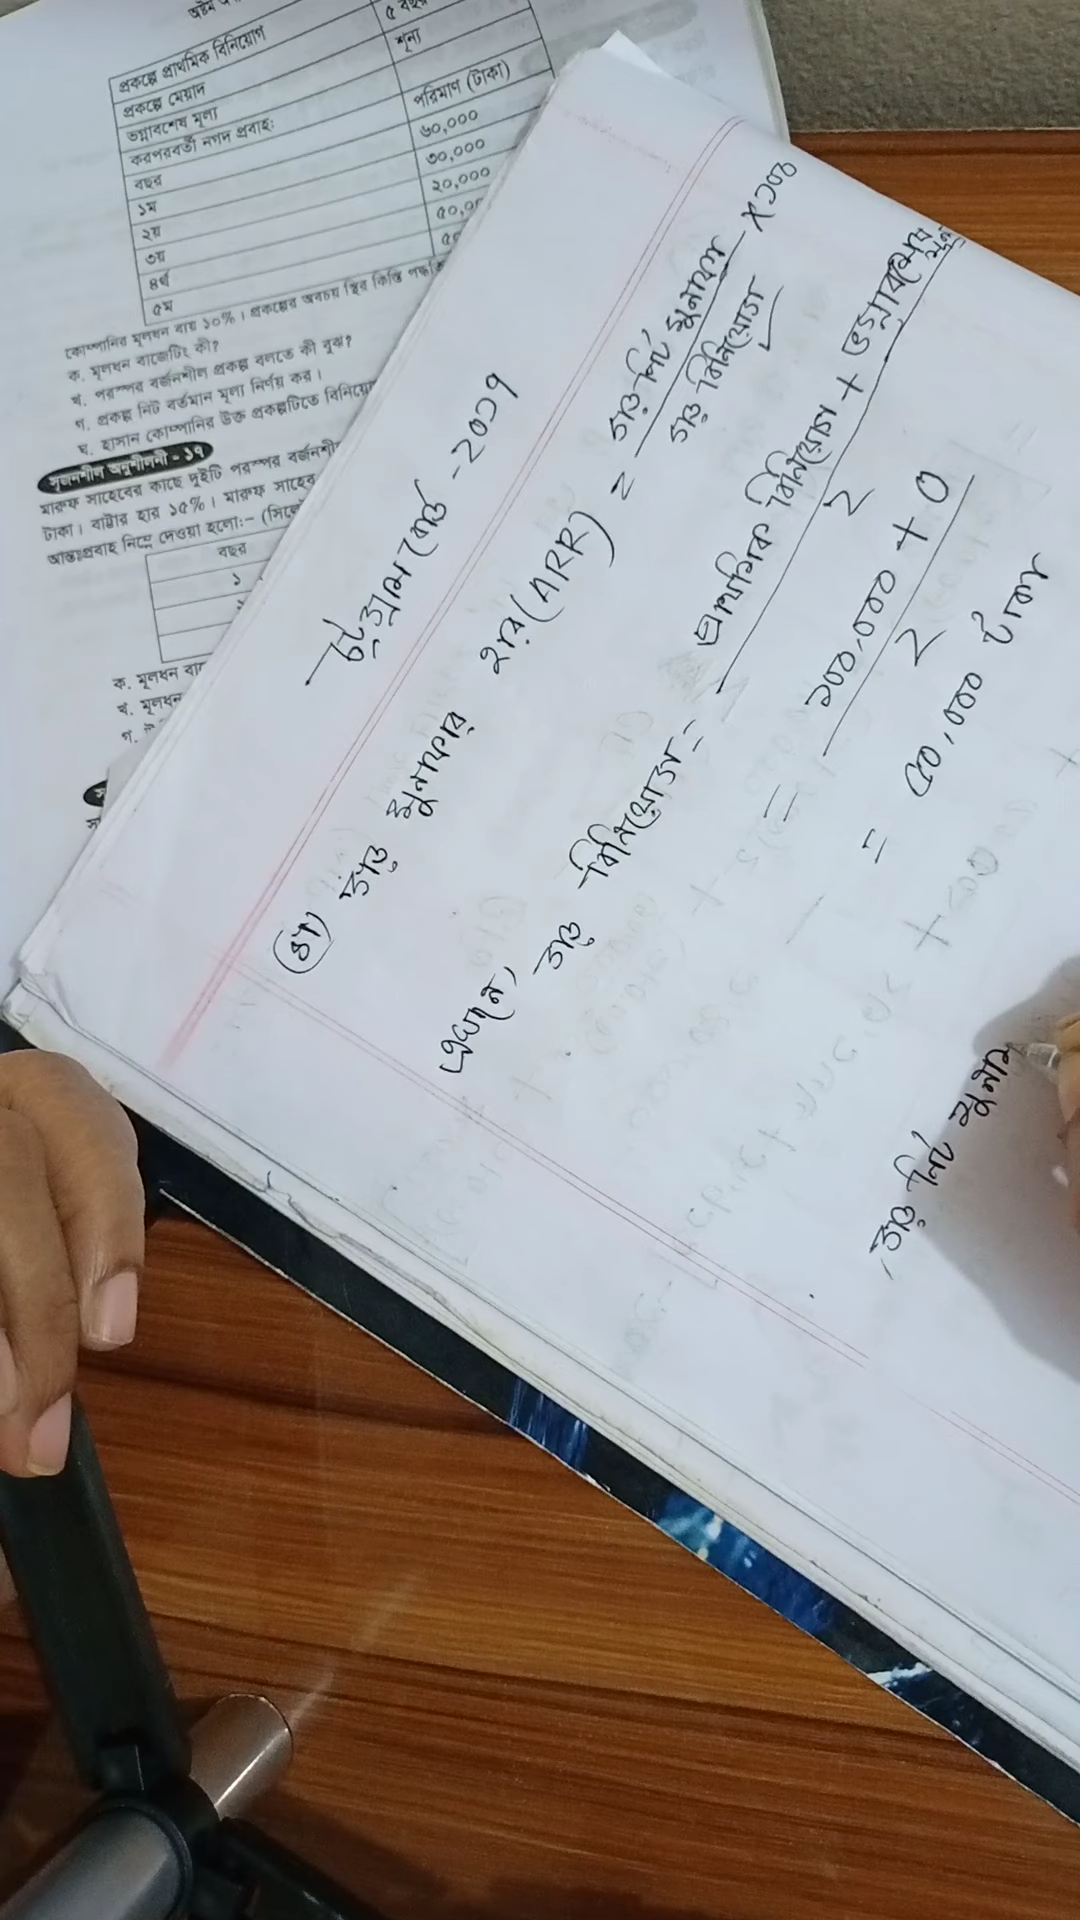 প্রকল্পে প্রাথমিক বিনিয়োগ
প্রকল্পে মেয়াদ ৫ বছর
ভগ্নাবশেষ মূল্য শূন্য
করপরবর্তী নগদ প্রবাহ:
বছর পরিমাণ (টাকা)
১ম ৬০,০০০
২য় ৩০,০০০
৩য় ২০,০০০
৪র্থ
৫ম
কোম্পানির মূলধন ব্যয় ১০%। প্রকল্পের অবচয় স্থির কিস্তি
ক. মূলধন বাজেটিং কী?
খ. পরস্পর বর্জনশীল প্রকল্প বলতে কী বুঝ?
গ. প্রকল্প নিট বর্তমান মূল্য নির্ণয় কর।
ঘ. হাসান কোম্পানির উক্ত প্রকল্পটিতে
সৃজনশীল অনুশীলনী - ১৭
মারুফ সাহেবের কাছে দুইটি পরস্পর
টাকা। বাট্টার হার ১৫%। মারুফ সাহেব
আন্তঃপ্রবাহ নিম্নে দেওয়া হলো:-
বছর
১
ক. মূলধন
খ. মূলধন
গ.
চট্টগ্রাম বোর্ড - ২০১৭
গড় মুনাফার হার (ARR) = গড় নিট মুনাফা / গড় বিনিয়োগ × ১০০
এখানে, গড় বিনিয়োগ = প্রাথমিক বিনিয়োগ + ভগ্নাবশেষ মূল্য / ২
= ১০০,০০০ + ০ / ২
= ৫০,০০০ টাকা
গড় নিট মুনাফা